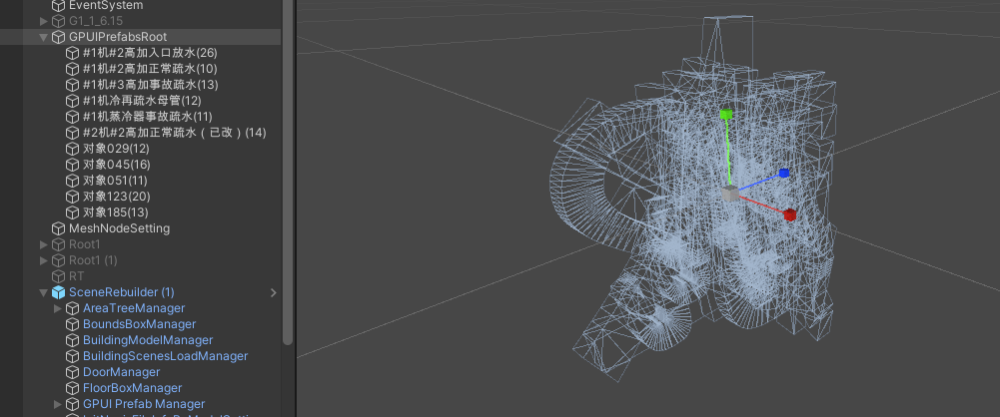 EventSystem
G1_1_6.15
GPUIPrefabsRoot
#1机#2高加入口放水(26)
#1机#2高加正常疏水(10)
#1机#3高加事故疏水(13)
#1机冷再疏水母管(12)
#1机蒸冷器事故疏水(11)
#2机#2高加正常疏水（已改）(14)
对象029(12)
对象045(16)
对象051(11)
对象123(20)
对象185(13)
MeshNodeSetting
Root1
Root1 (1)
RT
SceneRebuilder (1)
AreaTreeManager
BoundsBoxManager
BuildingModelManager
BuildingScenesLoadManager
DoorManager
FloorBoxManager
GPUI Prefab Manager